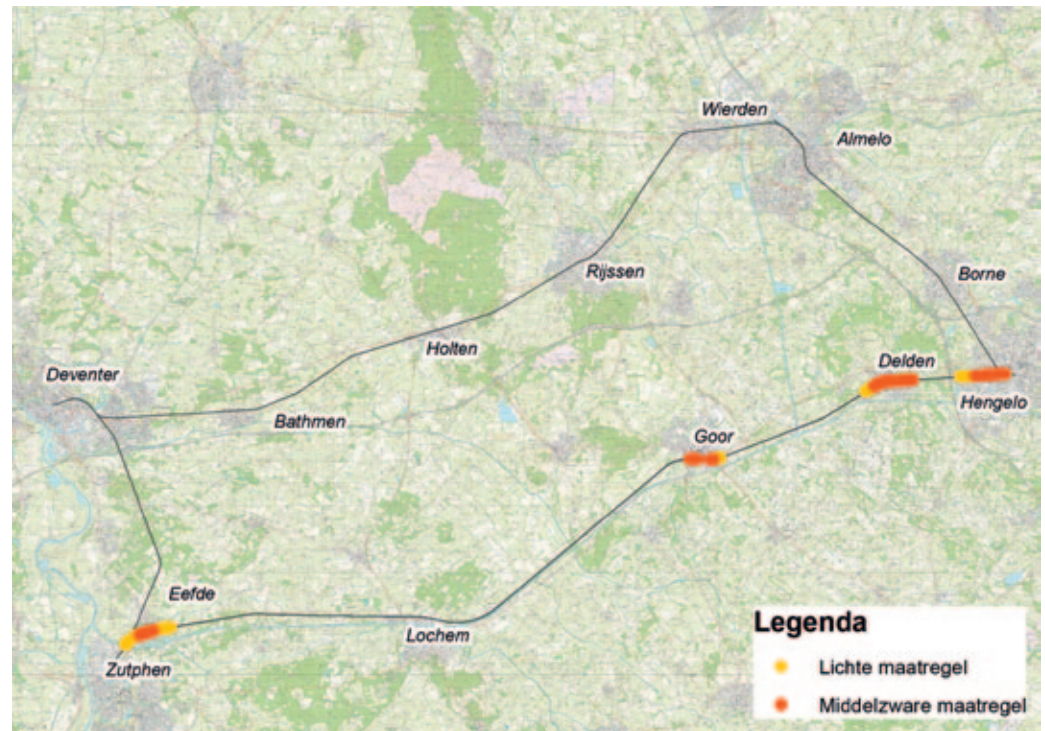 Wierden
Almelo
Rijssen
Borne
Holten
Delden
Deventer
Hengelo
Bathmen
Goor
Eefde
Lochem
Zutphen
Legenda
Lichte maatregel
Middelzware maatregel